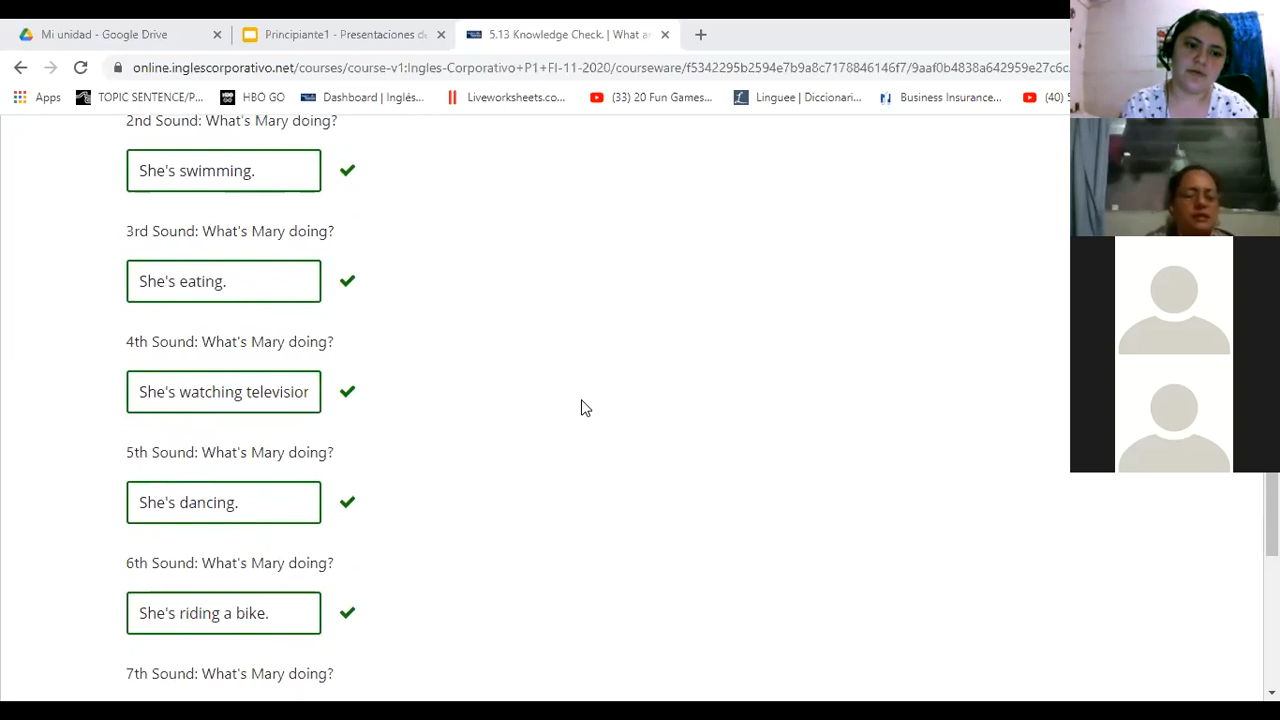 Mi unidad - Google Drive
Principiante1 - Presentaciones de
5.13 Knowledge Check. | What a
online.inglescorporativo.net/courses/course-v1:Ingles-Corporativo+P1+FI-11-2020/courseware/f5342295b2594e7b9a8c7178846146f7/9aaf0b4838a642959e27c6c
Apps
TOPIC SENTENCE/P...
HBO GO
Dashboard | Inglés...
Liveworksheets.co...
(33) 20 Fun Games...
Linguee | Diccionari...
Business Insurance...
(40) 5
2nd Sound: What's Mary doing?
She's swimming.
3rd Sound: What's Mary doing?
She's eating.
4th Sound: What's Mary doing?
She's watching television
5th Sound: What's Mary doing?
She's dancing.
6th Sound: What's Mary doing?
She's riding a bike.
7th Sound: What's Mary doing?